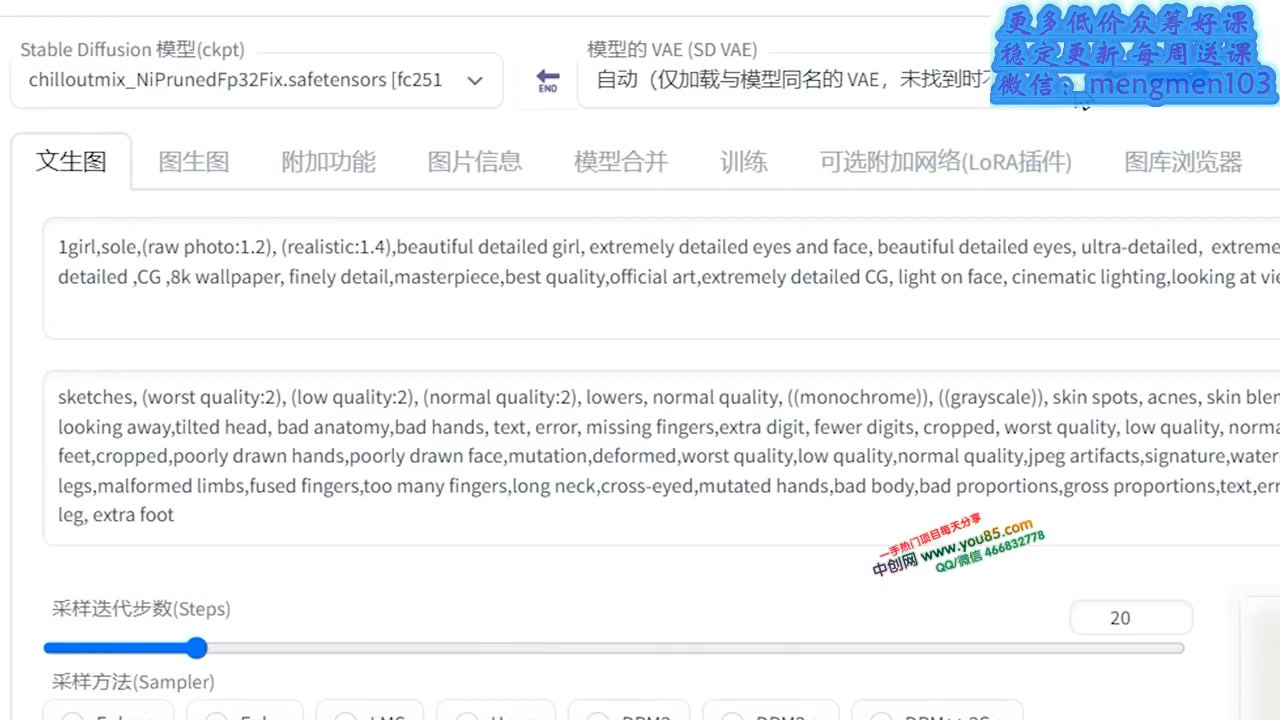 更多低价众筹好课
稳定更新 每周送课
微信：mengmen103
Stable Diffusion 模型(ckpt)
模型的 VAE (SD VAE)
chilloutmix_NiPrunedFp32Fix.safetensors [fc251
END
自动（仅加载与模型同名的 VAE，未找到时
文生图 图生图 附加功能 图片信息 模型合并 训练 可选附加网络(LoRA插件) 图库浏览器
1girl,sole,(raw photo:1.2), (realistic:1.4),beautiful detailed girl, extremely detailed eyes and face, beautiful detailed eyes, ultra-detailed, extreme
detailed ,CG ,8k wallpaper, finely detail,masterpiece,best quality,official art,extremely detailed CG, light on face, cinematic lighting,looking at vie
sketches, (worst quality:2), (low quality:2), (normal quality:2), lowers, normal quality, ((monochrome)), ((grayscale)), skin spots, acnes, skin blen
looking away,tilted head, bad anatomy,bad hands, text, error, missing fingers,extra digit, fewer digits, cropped, worst quality, low quality, norma
feet,cropped,poorly drawn hands,poorly drawn face,mutation,deformed,worst quality,low quality,normal quality,jpeg artifacts,signature,water
legs,malformed limbs,fused fingers,too many fingers,long neck,cross-eyed,mutated hands,bad body,bad proportions,gross proportions,text,err
leg, extra foot
一手热门项目每天分享
中创网 www.you85.com
QQ/微信 466832778
采样迭代步数(Steps)
20
采样方法(Sampler)